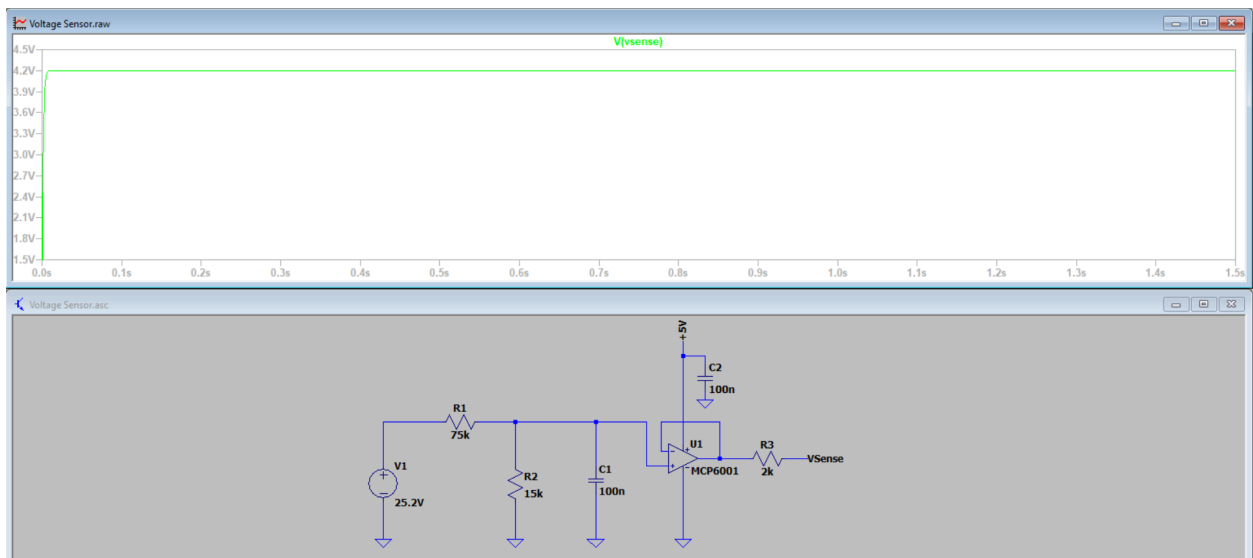 Voltage Sensor.raw
V(vsense)
4.5V
4.2V
3.9V
3.6V
3.3V
3.0V
2.7V
2.4V
2.1V
1.8V
1.5V
0.0s 0.1s 0.2s 0.3s 0.4s 0.5s 0.6s 0.7s 0.8s 0.9s 1.0s 1.1s 1.2s 1.3s 1.4s 1.5s
Voltage Sensor.asc
+5V
C2
100n
R1
75k
U1
MCP6001
R3
2k
VSense
V1
25.2V
R2
15k
C1
100n